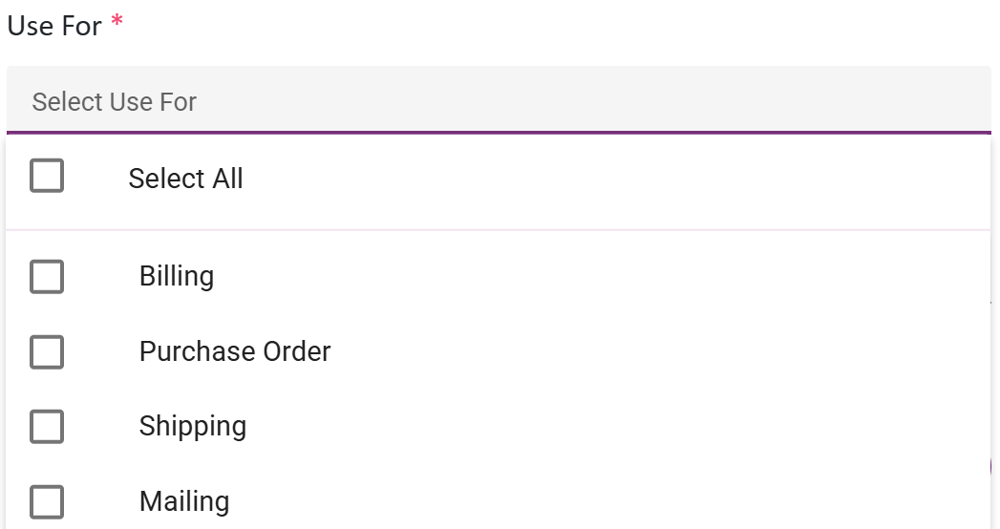 Use For *
Select Use For
Select All
Billing
Purchase Order
Shipping
Mailing